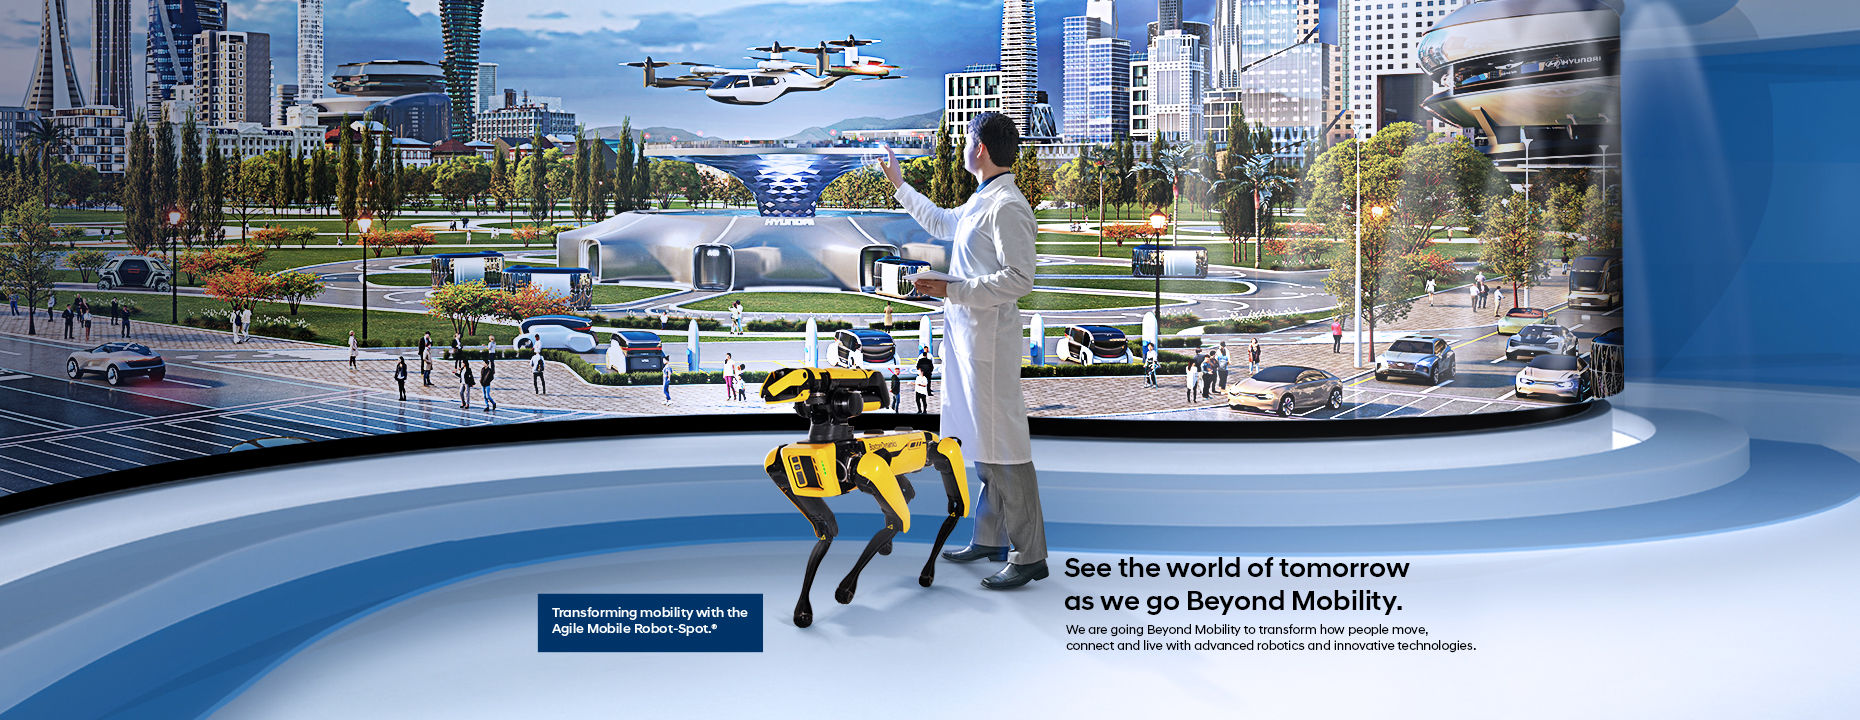 HYUNDAI
HYUNDAI
BostonDynamics
See the world of tomorrow
as we go Beyond Mobility.
We are going Beyond Mobility to transform how people move,
connect and live with advanced robotics and innovative technologies.
Transforming mobility with the
Agile Mobile Robot-Spot.®